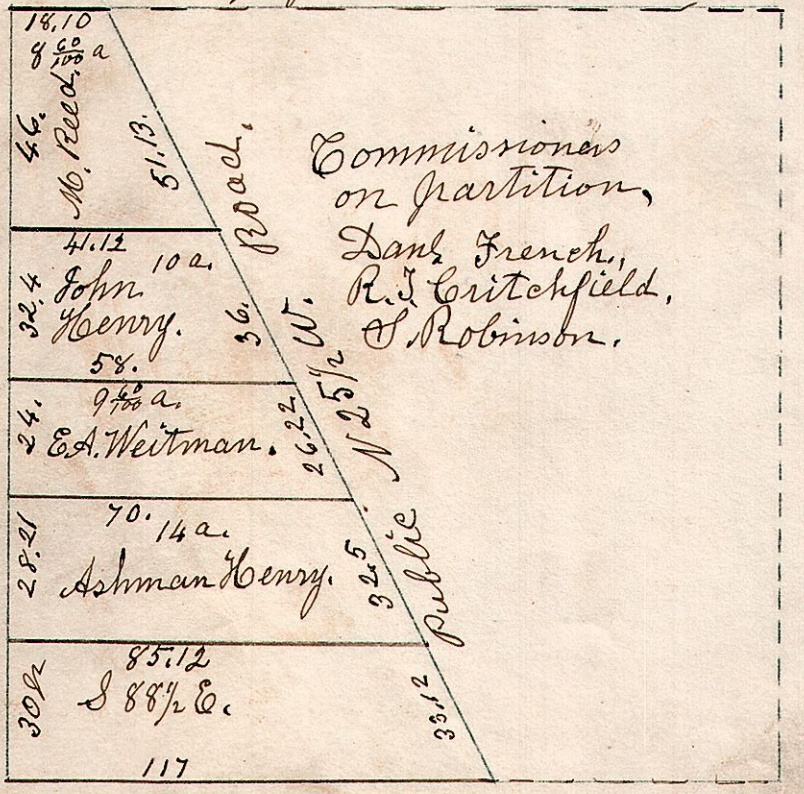 18,10
8 60/100 a
46.
M. Reed.
51.13.
41.12
10 a.
32.4
John
Henry.
36.
58.
9 60/100 a.
24.
E.A. Weitman.
26.22
70.
14 a.
28.21
Ashman Henry.
32.5
85.12
30½
S 88½ E.
33.12
117
Public Road.
N 25½ W.
Commissioners
on partition,
Danl French,
R.J. Critchfield,
S. Robinson.